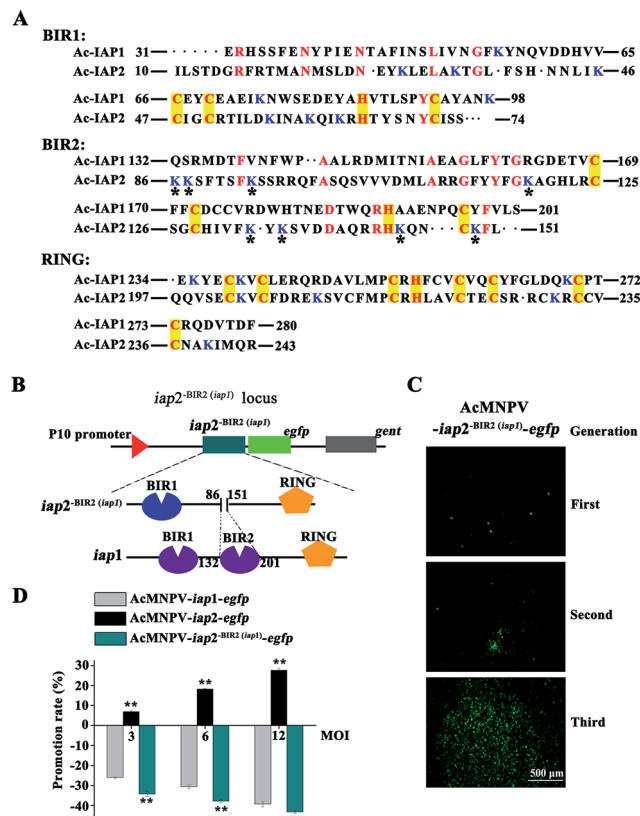 A
BIR1:
Ac-IAP1 31 — ·····ERHSSFENYPIENTAFINSLIVNGFKYNQVDDHVV — 65
Ac-IAP2 10 — ILSTDGRFRTMANMSLDN·EYKLELAKTGLFSH·NNLIK — 46
Ac-IAP1 66 — CEYCEAEIKNWSEDEYAHVTLSPYCAYANK — 98
Ac-IAP2 47 — CIGCRTILDKINAKQIKRHTYSNYCISS··· — 74
BIR2:
Ac-IAP1 132 — QSRMDTFVNFWP·AALRDMITNIAEAGLFYTGRGDETVC — 169
Ac-IAP2 86 — KKSFTSFKSSRRQFASQSVVVDMLARRGFYYFGKAGHLRC — 125
** * *
Ac-IAP1 170 — FFCDCCVRDWHTNEDTWQRHAAENPQCYFVLS — 201
Ac-IAP2 126 — SGCHIVFK·YKSVDDAQRRHKQN··CKFL· — 151
* * * *
RING:
Ac-IAP1 234 — ·EKYECKVCLERQRDAVLMPCRHFCVCVQCYFGLDQKCPT — 272
Ac-IAP2 197 — QQVSECKVCFDREKSVCFMPCRHLAVCTECSR·RCKRCCV — 235
Ac-IAP1 273 — CRQDVTDF — 280
Ac-IAP2 236 — CNAKIMQR — 243
B
iap2-BIR2 (iap1) locus
iap2-BIR2 (iap1)
P10 promoter egfp gent
BIR1 86 151 RING
iap2-BIR2 (iap1)
BIR1 BIR2 RING
iap1 132 201
C
AcMNPV
-iap2-BIR2 (iap1)-egfp Generation
First
Second
Third
500 μm
D
AcMNPV-iap1-egfp
AcMNPV-iap2-egfp
AcMNPV-iap2-BIR2 (iap1)-egfp
Promotion rate (%)
30
20
10
0
-10
-20
-30
-40
** ** **
3 6 12 MOI
** **